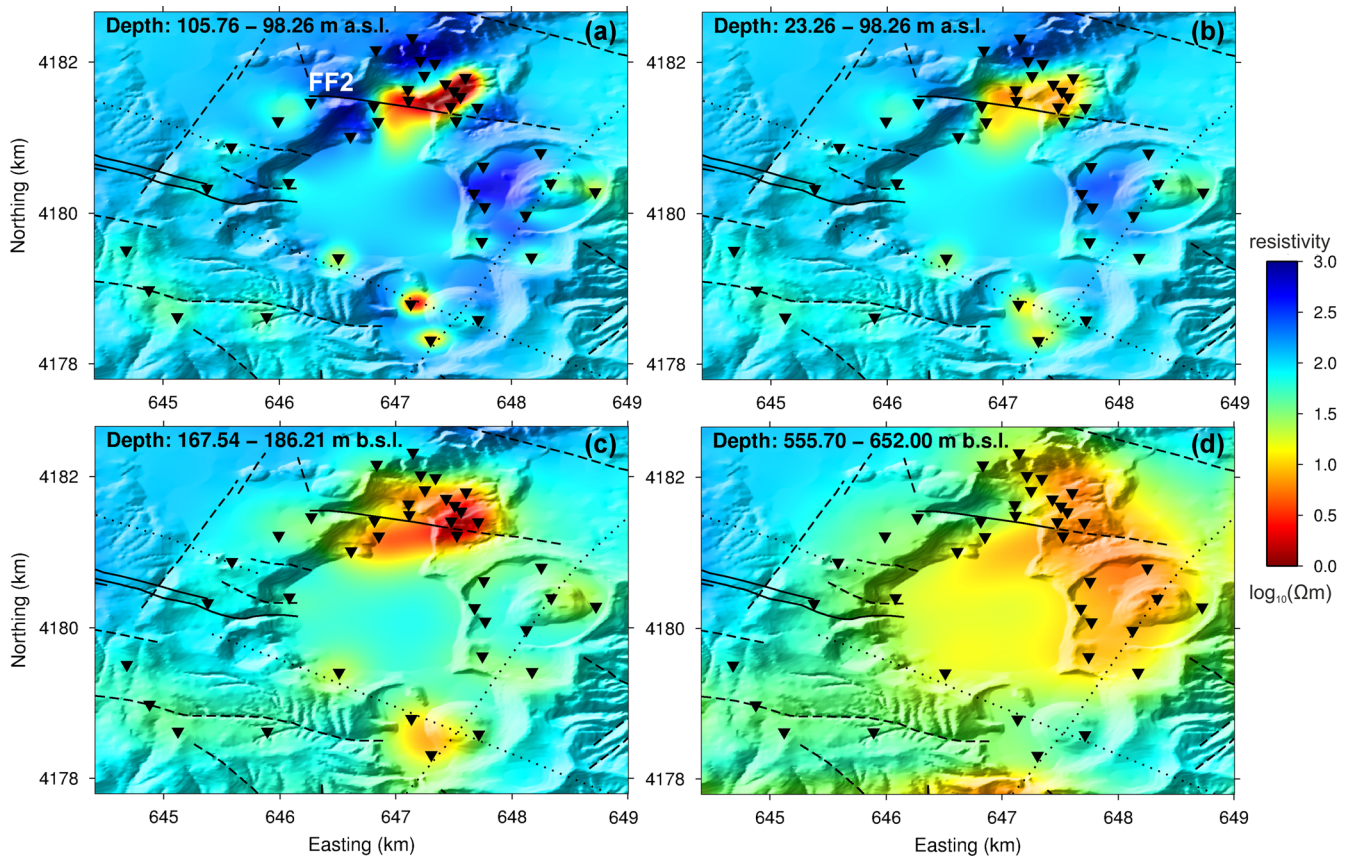 Depth: 105.76 – 98.26 m a.s.l.
(a)
Depth: 23.26 – 98.26 m a.s.l.
(b)
FF2
4182
4180
4178
Northing (km)
4182
4180
4178
645
646
647
648
649
645
646
647
648
649
resistivity
3.0
2.5
2.0
1.5
1.0
0.5
0.0
log₁₀(Ωm)
Depth: 167.54 – 186.21 m b.s.l.
(c)
Depth: 555.70 – 652.00 m b.s.l.
(d)
4182
4180
4178
Northing (km)
4182
4180
4178
645
646
647
648
649
645
646
647
648
649
Easting (km)
Easting (km)